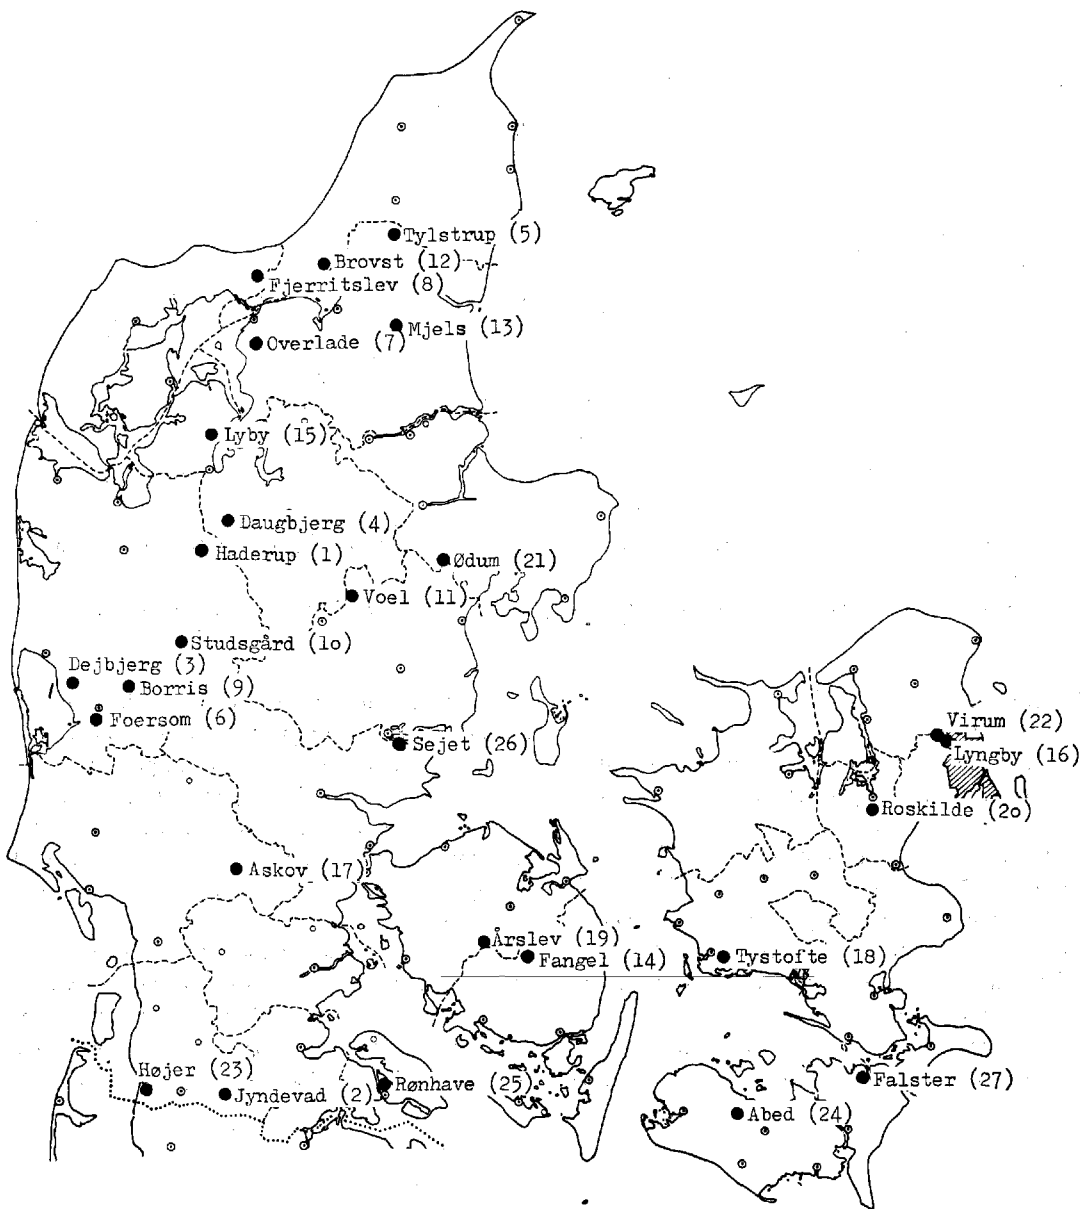 Tylstrup (5)
Brovst (12)
Fjerritslev (8)
Mjels (13)
Overlade (7)
Lyby (15)
Daugbjerg (4)
Haderup (1)
Ødum (21)
Voel (11)
Studsgård (1o)
Dejbjerg (3)
Borris (9)
Foersom (6)
Virum (22)
Sejet (26)
Lyngby (16)
Roskilde (2o)
Askov (17)
Årslev (19)
Fangel (14)
Tystofte (18)
Højer (23)
Jyndevad (2)
Rønhave (25)
Falster (27)
Abed (24)